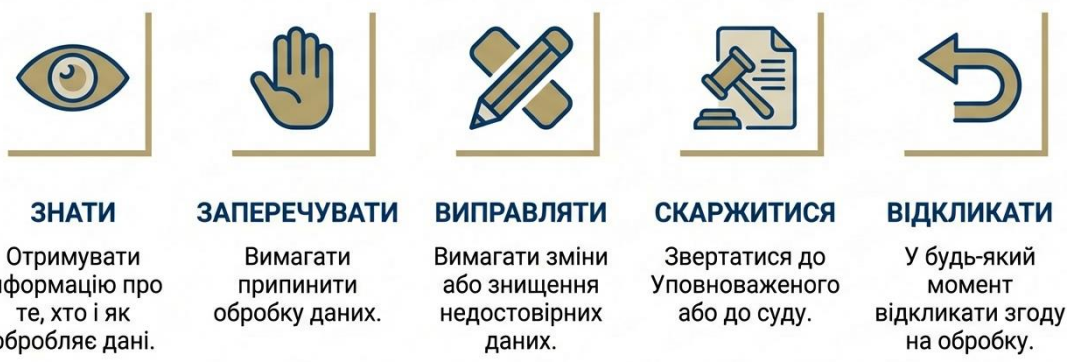 ЗНАТИ
Отримувати
нформацію про
те, хто і як
обробляє дані.
ЗАПЕРЕЧУВАТИ
Вимагати
припинити
обробку даних.
ВИПРАВЛЯТИ
Вимагати зміни
або знищення
недостовірних
даних.
СКАРЖИТИСЯ
Звертатися до
Уповноваженого
або до суду.
ВІДКЛИКАТИ
У будь-який
момент
відкликати згоду
на обробку.